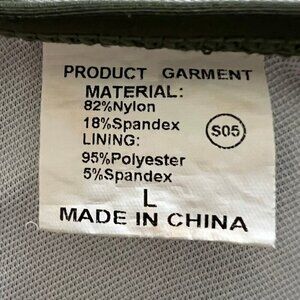 PRODUCT GARMENT
MATERIAL:
82%Nylon
18%Spandex
S05
LINING:
95%Polyester
5%Spandex
L
MADE IN CHINA